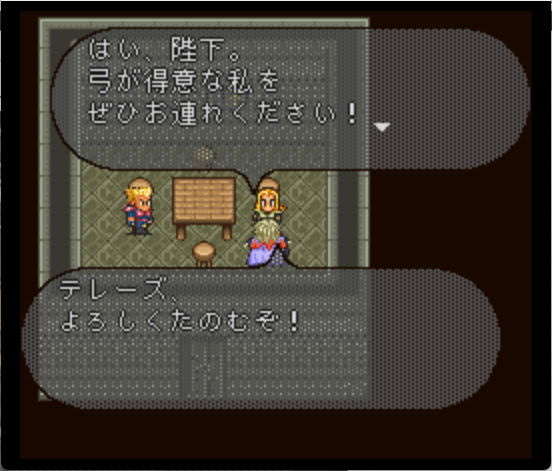 はい、陛下。
弓が得意な私を
ぜひお連れください！
テレーズ、
よろしくたのむぞ！